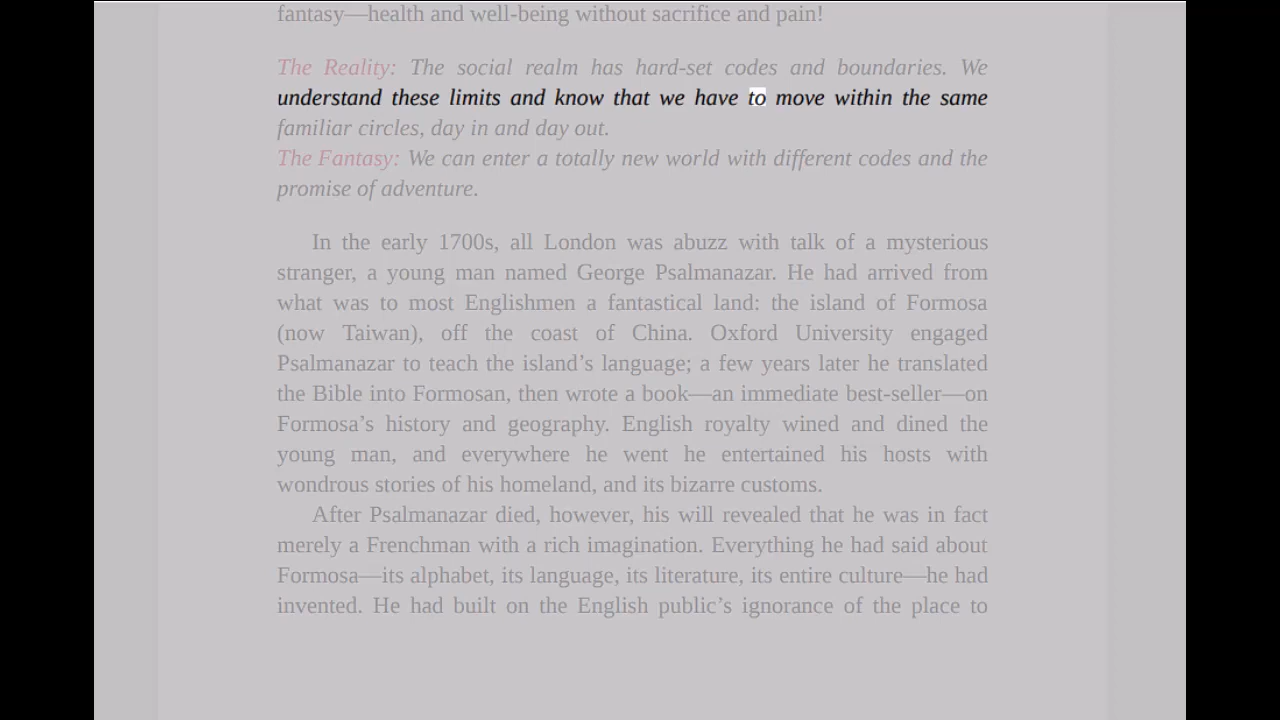 fantasy—health and well-being without sacrifice and pain!
The Reality: The social realm has hard-set codes and boundaries. We
understand these limits and know that we have to move within the same
familiar circles, day in and day out.
The Fantasy: We can enter a totally new world with different codes and the
promise of adventure.
In the early 1700s, all London was abuzz with talk of a mysterious
stranger, a young man named George Psalmanazar. He had arrived from
what was to most Englishmen a fantastical land: the island of Formosa
(now Taiwan), off the coast of China. Oxford University engaged
Psalmanazar to teach the island’s language; a few years later he translated
the Bible into Formosan, then wrote a book—an immediate best-seller—on
Formosa’s history and geography. English royalty wined and dined the
young man, and everywhere he went he entertained his hosts with
wondrous stories of his homeland, and its bizarre customs.
After Psalmanazar died, however, his will revealed that he was in fact
merely a Frenchman with a rich imagination. Everything he had said about
Formosa—its alphabet, its language, its literature, its entire culture—he had
invented. He had built on the English public’s ignorance of the place to